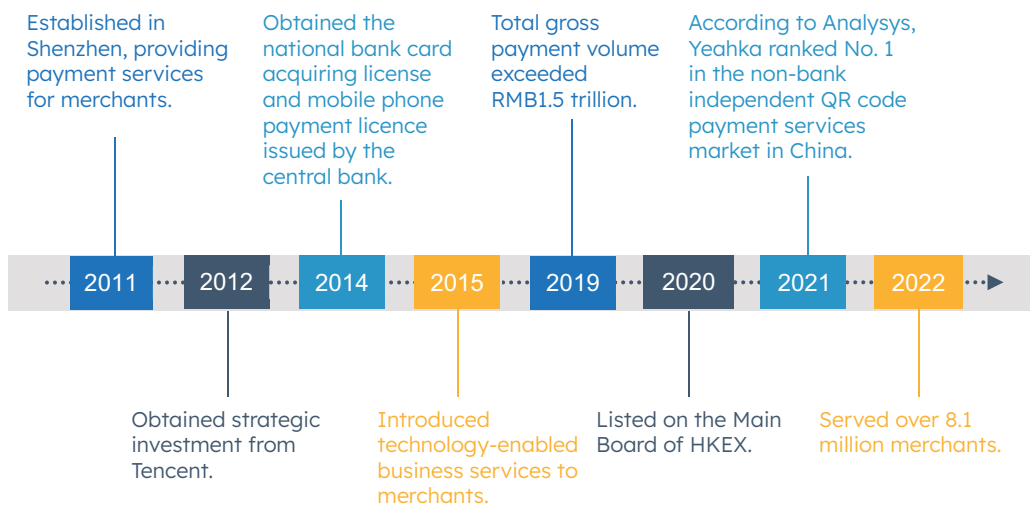 Established in
Shenzhen, providing
payment services
for merchants.
Obtained the
national bank card
acquiring license
and mobile phone
payment licence
issued by the
central bank.
Total gross
payment volume
exceeded
RMB1.5 trillion.
According to Analysys,
Yeahka ranked No. 1
in the non-bank
independent QR code
payment services
market in China.
2011
2012
2014
2015
2019
2020
2021
2022
Obtained strategic
investment from
Tencent.
Introduced
technology-enabled
business services to
merchants.
Listed on the Main
Board of HKEX.
Served over 8.1
million merchants.